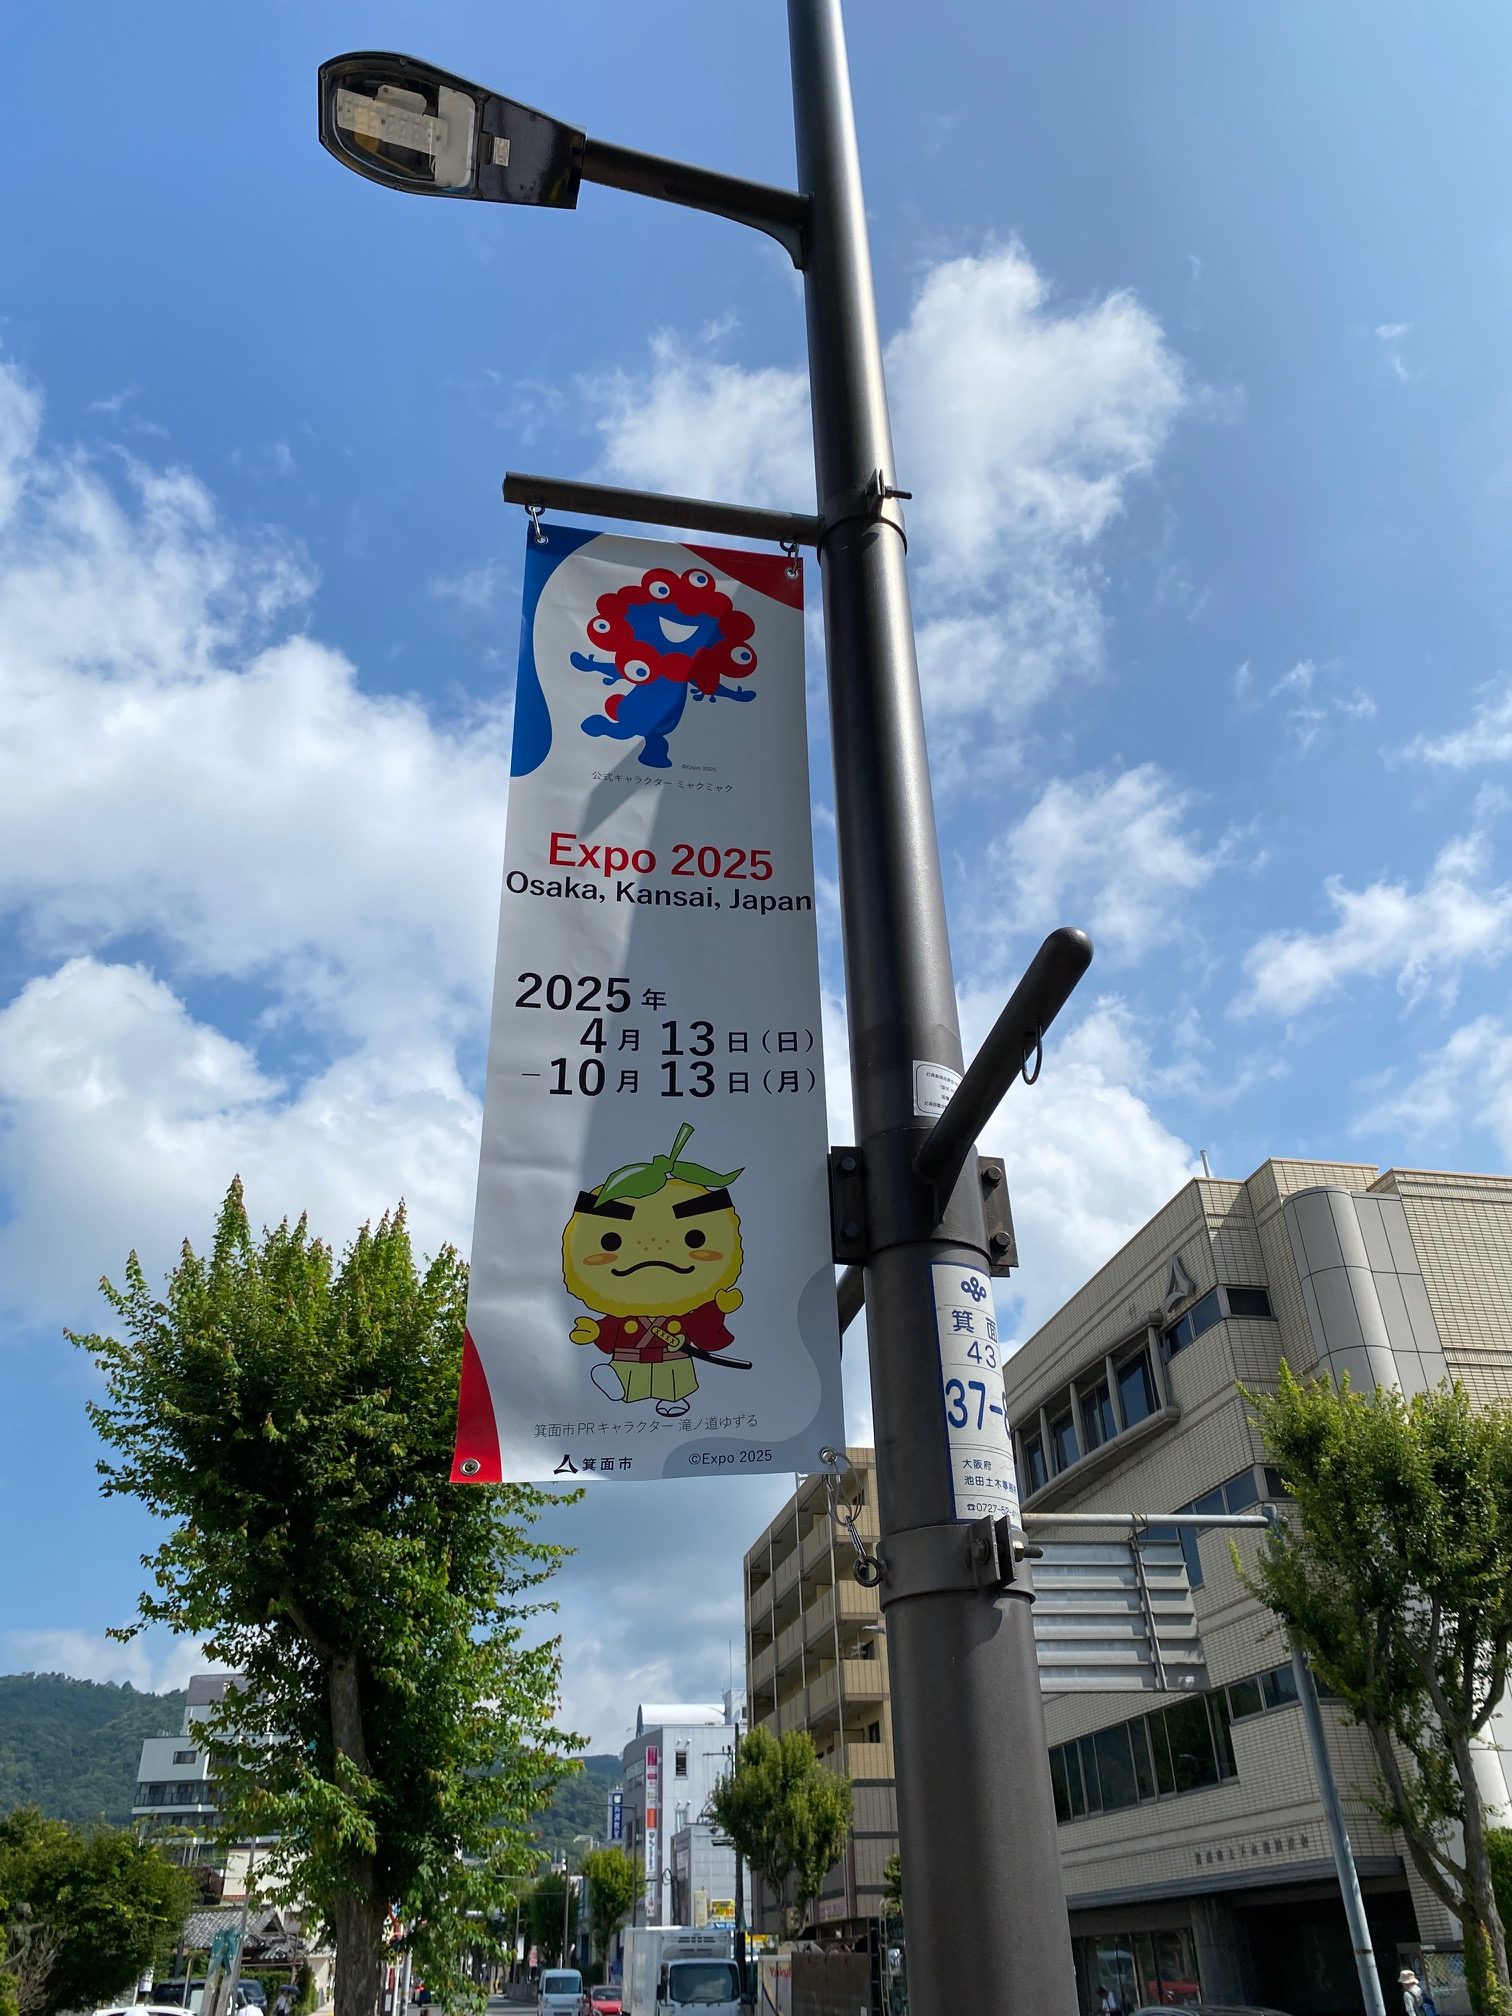 ©Expo 2025
公式キャラクター ミャクミャク
Expo 2025
Osaka, Kansai, Japan
2025年
4月13日(日)
－10月13日(月)
箕面市PRキャラクター 滝ノ道ゆずる
箕面市
©Expo 2025
箕面
43
37-
大阪府
池田土木事務所
☎0727-52-